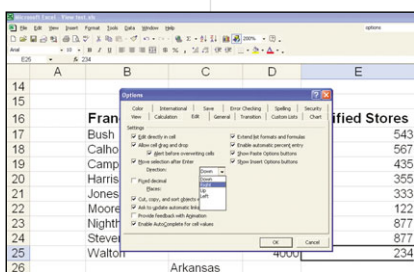 Microsoft Excel - View test.xls
File Edit View Insert Format Tools Data Window Help
options
Arial
200%
E25
234
A B C D E
14
15
16 Fran ified Stores
17 Bush 543
18 Callah 567
19 Camp 435
20 Harris 355
21 Jones 333
22 Moore 122
23 Nighth 877
24 Steve 877
25 Walton 4000 234
26 Arkansas
Options
Color International Save Error Checking Spelling Security
View Calculation Edit General Transition Custom Lists Chart
Settings
Edit directly in cell
Allow cell drag and drop
Alert before overwriting cells
Move selection after Enter
Direction: Down
Down
Right
Up
Left
Fixed decimal
Places:
Cut, copy, and sort objects
Ask to update automatic links
Provide feedback with Animation
Enable AutoComplete for cell values
Extend list formats and formulas
Enable automatic percent entry
Show Paste Options buttons
Show Insert Options buttons
OK Cancel